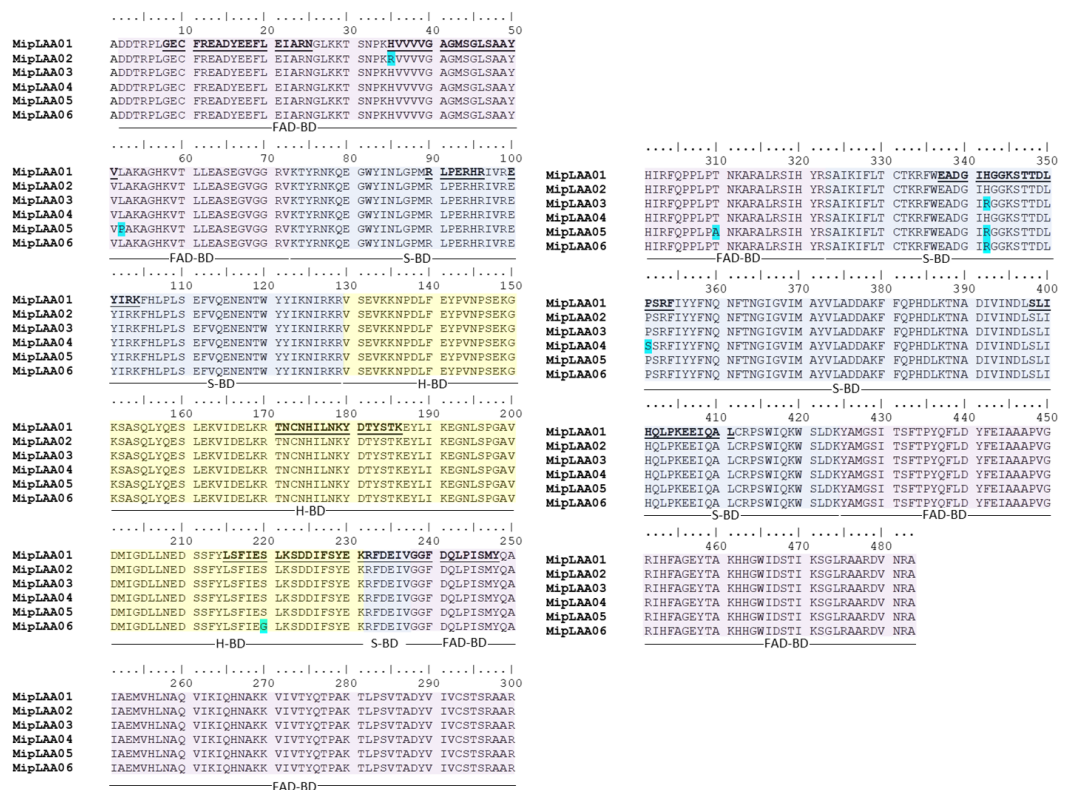 ....|....| ....|....| ....|....| ....|....| ....|....|
10 20 30 40 50
MipLAA01 ADDTRPLGEC FREADYEEFL EIARNGLKKT SNPKHVVVVG AGMSGLSAAY
MipLAA02 ADDTRPLGEC FREADYEEFL EIARNGLKKT SNPKRVVVVG AGMSGLSAAY
MipLAA03 ADDTRPLGEC FREADYEEFL EIARNGLKKT SNPKHVVVVG AGMSGLSAAY
MipLAA04 ADDTRPLGEC FREADYEEFL EIARNGLKKT SNPKHVVVVG AGMSGLSAAY
MipLAA05 ADDTRPLGEC FREADYEEFL EIARNGLKKT SNPKHVVVVG AGMSGLSAAY
MipLAA06 ADDTRPLGEC FREADYEEFL EIARNGLKKT SNPKHVVVVG AGMSGLSAAY
FAD-BD
....|....| ....|....| ....|....| ....|....| ....|....|
60 70 80 90 100
MipLAA01 VLAKAGHKVT LLEASEGVGG RVKTYRNKQE GWYINLGPMR LPERHRIVRE
MipLAA02 VLAKAGHKVT LLEASEGVGG RVKTYRNKQE GWYINLGPMR LPERHRIVRE
MipLAA03 VLAKAGHKVT LLEASEGVGG RVKTYRNKQE GWYINLGPMR LPERHRIVRE
MipLAA04 VLAKAGHKVT LLEASEGVGG RVKTYRNKQE GWYINLGPMR LPERHRIVRE
MipLAA05 VPAKAGHKVT LLEASEGVGG RVKTYRNKQE GWYINLGPMR LPERHRIVRE
MipLAA06 VLAKAGHKVT LLEASEGVGG RVKTYRNKQE GWYINLGPMR LPERHRIVRE
FAD-BD S-BD
....|....| ....|....| ....|....| ....|....| ....|....|
110 120 130 140 150
MipLAA01 YIRKFHLPLS EFVQENENTW YYIKNIRKRV SEVKKNPDLF EYPVNPSEKG
MipLAA02 YIRKFHLPLS EFVQENENTW YYIKNIRKRV SEVKKNPDLF EYPVNPSEKG
MipLAA03 YIRKFHLPLS EFVQENENTW YYIKNIRKRV SEVKKNPDLF EYPVNPSEKG
MipLAA04 YIRKFHLPLS EFVQENENTW YYIKNIRKRV SEVKKNPDLF EYPVNPSEKG
MipLAA05 YIRKFHLPLS EFVQENENTW YYIKNIRKRV SEVKKNPDLF EYPVNPSEKG
MipLAA06 YIRKFHLPLS EFVQENENTW YYIKNIRKRV SEVKKNPDLF EYPVNPSEKG
S-BD H-BD
....|....| ....|....| ....|....| ....|....| ....|....|
160 170 180 190 200
MipLAA01 KSASQLYQES LEKVIDELKR TNCNHILNKY DTYSTKEYLI KEGNLSPGAV
MipLAA02 KSASQLYQES LEKVIDELKR TNCNHILNKY DTYSTKEYLI KEGNLSPGAV
MipLAA03 KSASQLYQES LEKVIDELKR TNCNHILNKY DTYSTKEYLI KEGNLSPGAV
MipLAA04 KSASQLYQES LEKVIDELKR TNCNHILNKY DTYSTKEYLI KEGNLSPGAV
MipLAA05 KSASQLYQES LEKVIDELKR TNCNHILNKY DTYSTKEYLI KEGNLSPGAV
MipLAA06 KSASQLYQES LEKVIDELKR TNCNHILNKY DTYSTKEYLI KEGNLSPGAV
H-BD
....|....| ....|....| ....|....| ....|....| ....|....|
210 220 230 240 250
MipLAA01 DMIGDLLNED SSFYLSFIES LKSDDIFSYE KRFDEIVGGF DQLPISMYQA
MipLAA02 DMIGDLLNED SSFYLSFIES LKSDDIFSYE KRFDEIVGGF DQLPISMYQA
MipLAA03 DMIGDLLNED SSFYLSFIES LKSDDIFSYE KRFDEIVGGF DQLPISMYQA
MipLAA04 DMIGDLLNED SSFYLSFIES LKSDDIFSYE KRFDEIVGGF DQLPISMYQA
MipLAA05 DMIGDLLNED SSFYLSFIES LKSDDIFSYE KRFDEIVGGF DQLPISMYQA
MipLAA06 DMIGDLLNED SSFYLSFIEG LKSDDIFSYE KRFDEIVGGF DQLPISMYQA
H-BD S-BD FAD-BD
....|....| ....|....| ....|....| ....|....| ....|....|
260 270 280 290 300
MipLAA01 IAEMVHLNAQ VIKIQHNAKK VIVTYQTPAK TLPSVTADYV IVCSTSRAAR
MipLAA02 IAEMVHLNAQ VIKIQHNAKK VIVTYQTPAK TLPSVTADYV IVCSTSRAAR
MipLAA03 IAEMVHLNAQ VIKIQHNAKK VIVTYQTPAK TLPSVTADYV IVCSTSRAAR
MipLAA04 IAEMVHLNAQ VIKIQHNAKK VIVTYQTPAK TLPSVTADYV IVCSTSRAAR
MipLAA05 IAEMVHLNAQ VIKIQHNAKK VIVTYQTPAK TLPSVTADYV IVCSTSRAAR
MipLAA06 IAEMVHLNAQ VIKIQHNAKK VIVTYQTPAK TLPSVTADYV IVCSTSRAAR
FAD-BD
....|....| ....|....| ....|....| ....|....| ....|....|
310 320 330 340 350
MipLAA01 HIRFQPPLPT NKARALRSIH YRSAIKIFLT CTKRFWEADG IHGGKSTTDL
MipLAA02 HIRFQPPLPT NKARALRSIH YRSAIKIFLT CTKRFWEADG IHGGKSTTDL
MipLAA03 HIRFQPPLPT NKARALRSIH YRSAIKIFLT CTKRFWEADG IRGGKSTTDL
MipLAA04 HIRFQPPLPT NKARALRSIH YRSAIKIFLT CTKRFWEADG IHGGKSTTDL
MipLAA05 HIRFQPPLPA NKARALRSIH YRSAIKIFLT CTKRFWEADG IRGGKSTTDL
MipLAA06 HIRFQPPLPT NKARALRSIH YRSAIKIFLT CTKRFWEADG IRGGKSTTDL
FAD-BD S-BD
....|....| ....|....| ....|....| ....|....| ....|....|
360 370 380 390 400
MipLAA01 PSRFIYYFNQ NFTNGIGVIM AYVLADDAKF FQPHDLKTNA DIVINDLSLI
MipLAA02 PSRFIYYFNQ NFTNGIGVIM AYVLADDAKF FQPHDLKTNA DIVINDLSLI
MipLAA03 PSRFIYYFNQ NFTNGIGVIM AYVLADDAKF FQPHDLKTNA DIVINDLSLI
MipLAA04 SSRFIYYFNQ NFTNGIGVIM AYVLADDAKF FQPHDLKTNA DIVINDLSLI
MipLAA05 PSRFIYYFNQ NFTNGIGVIM AYVLADDAKF FQPHDLKTNA DIVINDLSLI
MipLAA06 PSRFIYYFNQ NFTNGIGVIM AYVLADDAKF FQPHDLKTNA DIVINDLSLI
S-BD
....|....| ....|....| ....|....| ....|....| ....|....|
410 420 430 440 450
MipLAA01 HQLPKEEIQA LCRPSWIQKW SLDKYAMGSI TSFTPYQFLD YFEIAAAPVG
MipLAA02 HQLPKEEIQA LCRPSWIQKW SLDKYAMGSI TSFTPYQFLD YFEIAAAPVG
MipLAA03 HQLPKEEIQA LCRPSWIQKW SLDKYAMGSI TSFTPYQFLD YFEIAAAPVG
MipLAA04 HQLPKEEIQA LCRPSWIQKW SLDKYAMGSI TSFTPYQFLD YFEIAAAPVG
MipLAA05 HQLPKEEIQA LCRPSWIQKW SLDKYAMGSI TSFTPYQFLD YFEIAAAPVG
MipLAA06 HQLPKEEIQA LCRPSWIQKW SLDKYAMGSI TSFTPYQFLD YFEIAAAPVG
S-BD FAD-BD
....|....| ....|....| ....|....| ...
460 470 480
MipLAA01 RIHFAGEYTA KHHGWIDSTI KSGLRAARDV NRA
MipLAA02 RIHFAGEYTA KHHGWIDSTI KSGLRAARDV NRA
MipLAA03 RIHFAGEYTA KHHGWIDSTI KSGLRAARDV NRA
MipLAA04 RIHFAGEYTA KHHGWIDSTI KSGLRAARDV NRA
MipLAA05 RIHFAGEYTA KHHGWIDSTI KSGLRAARDV NRA
MipLAA06 RIHFAGEYTA KHHGWIDSTI KSGLRAARDV NRA
FAD-BD